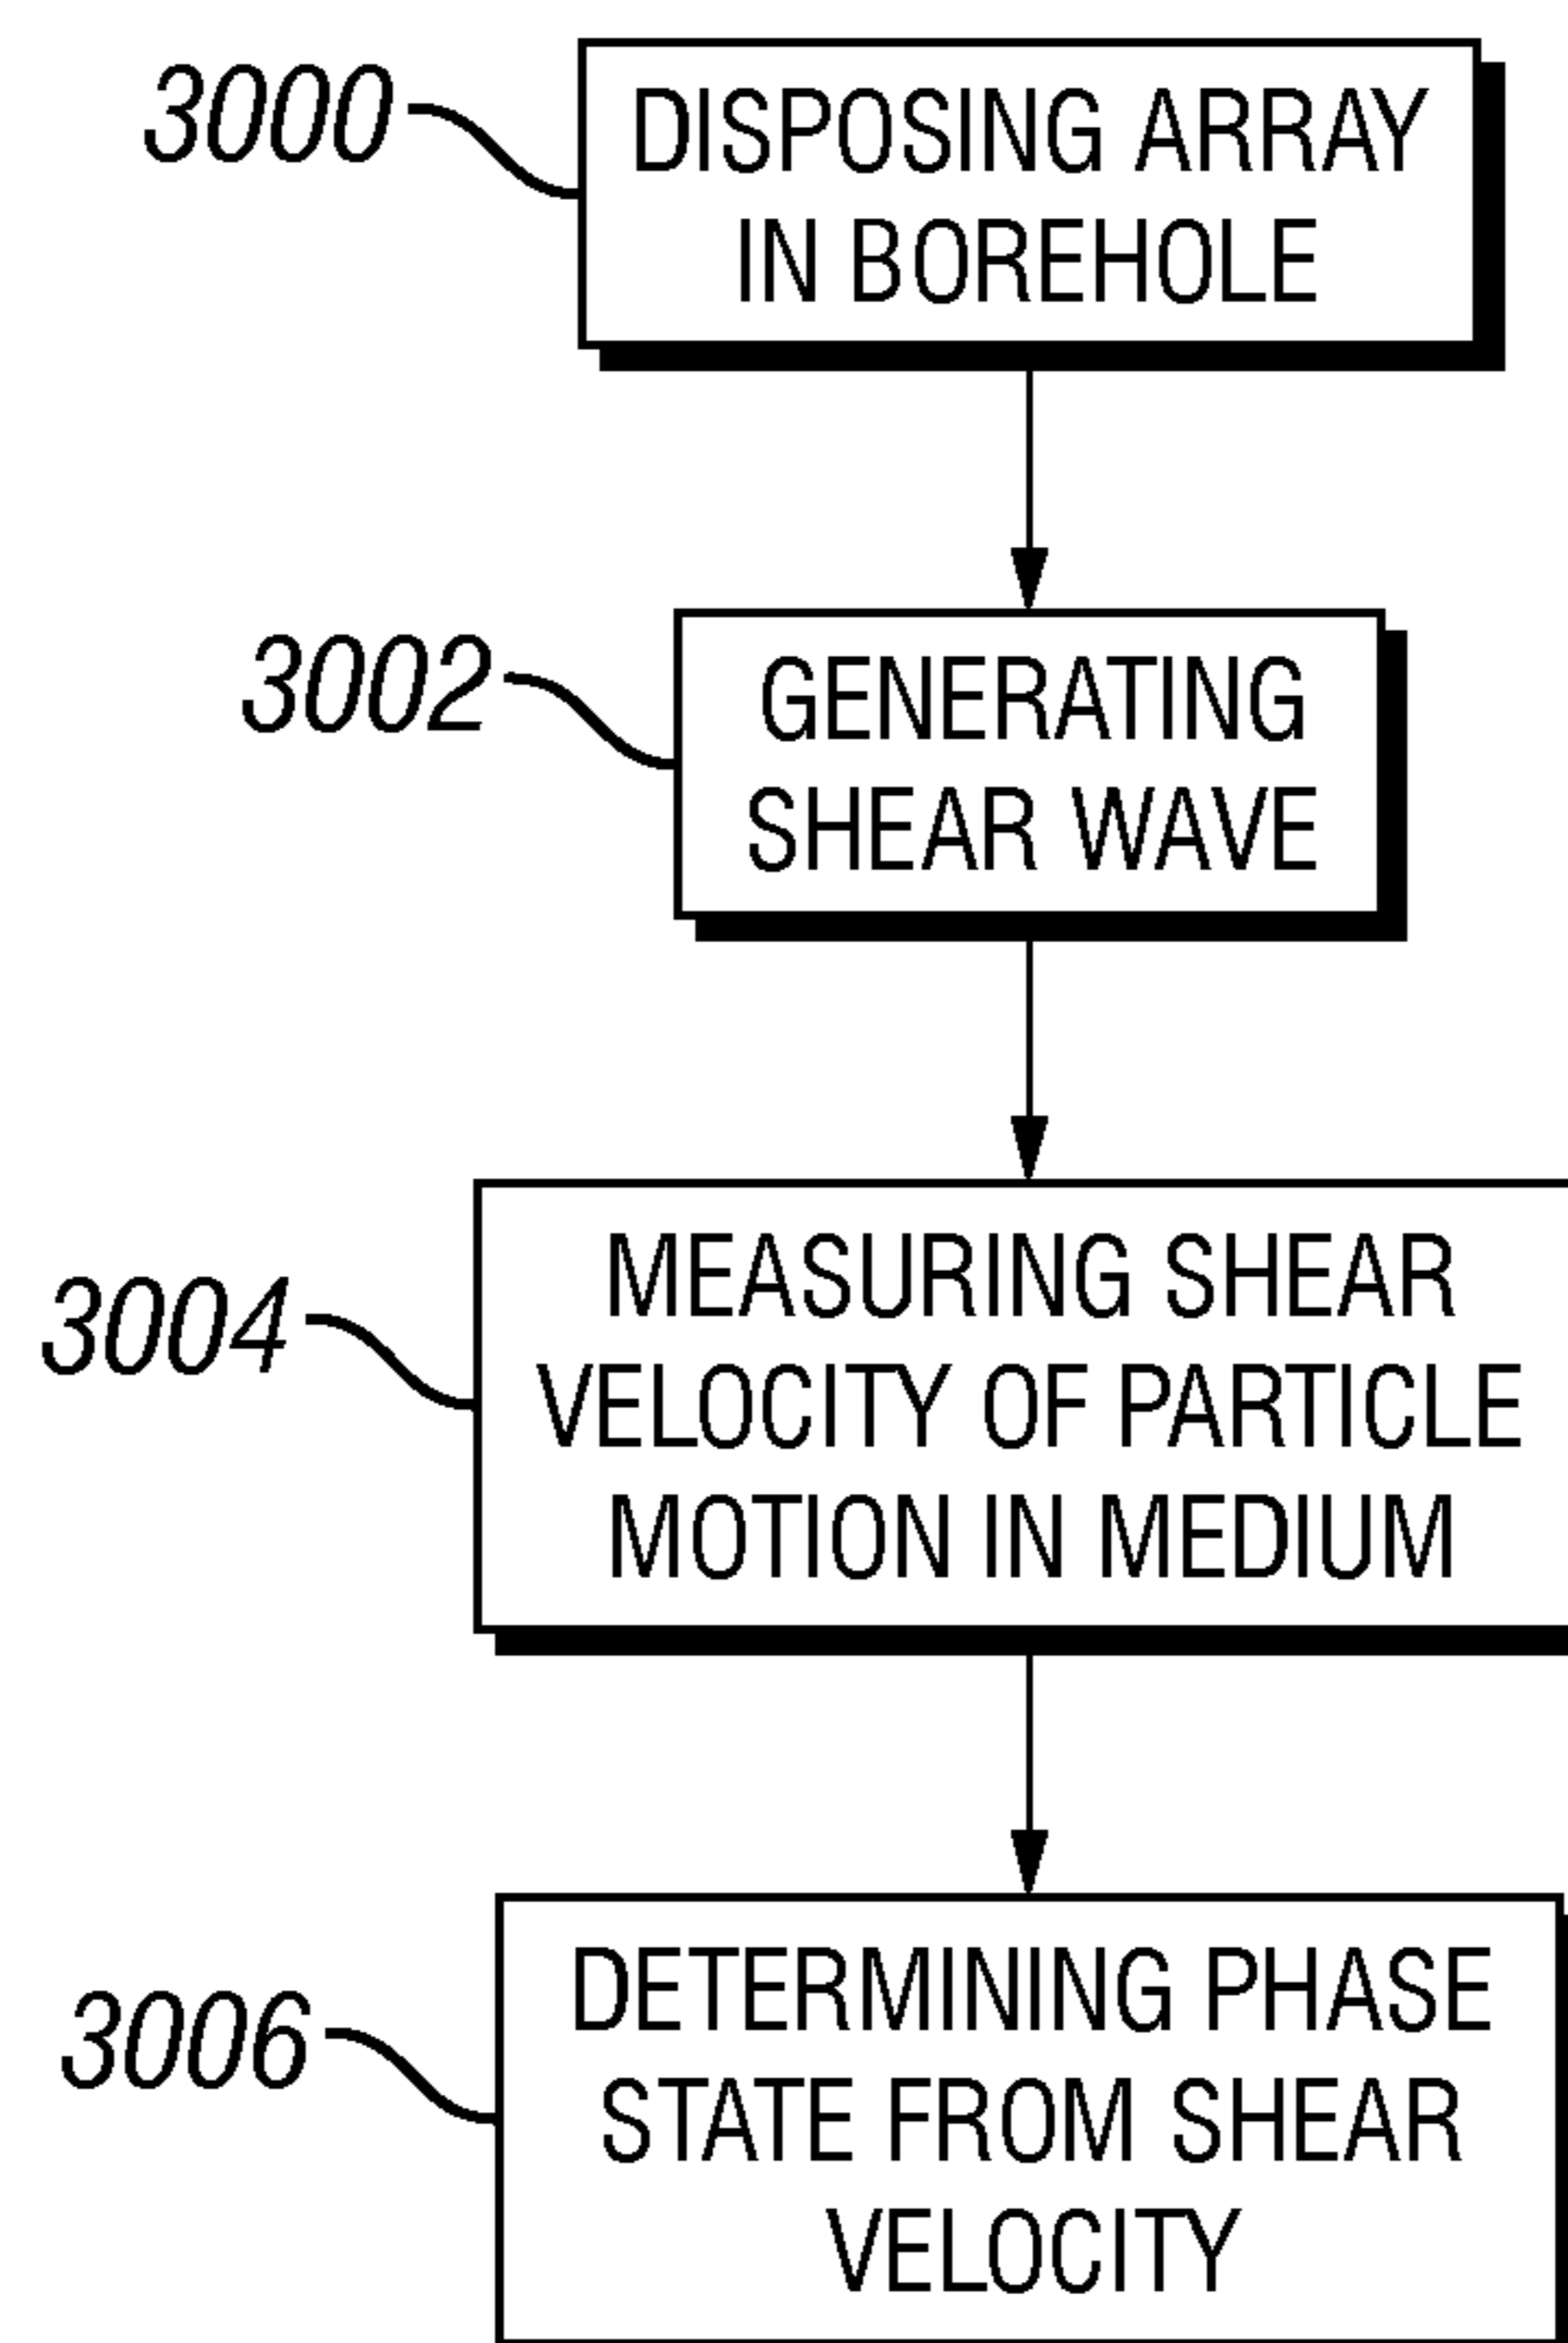 3000
DISPOSING ARRAY
IN BOREHOLE
3002
GENERATING
SHEAR WAVE
3004
MEASURING SHEAR
VELOCITY OF PARTICLE
MOTION IN MEDIUM
3006
DETERMINING PHASE
STATE FROM SHEAR
VELOCITY